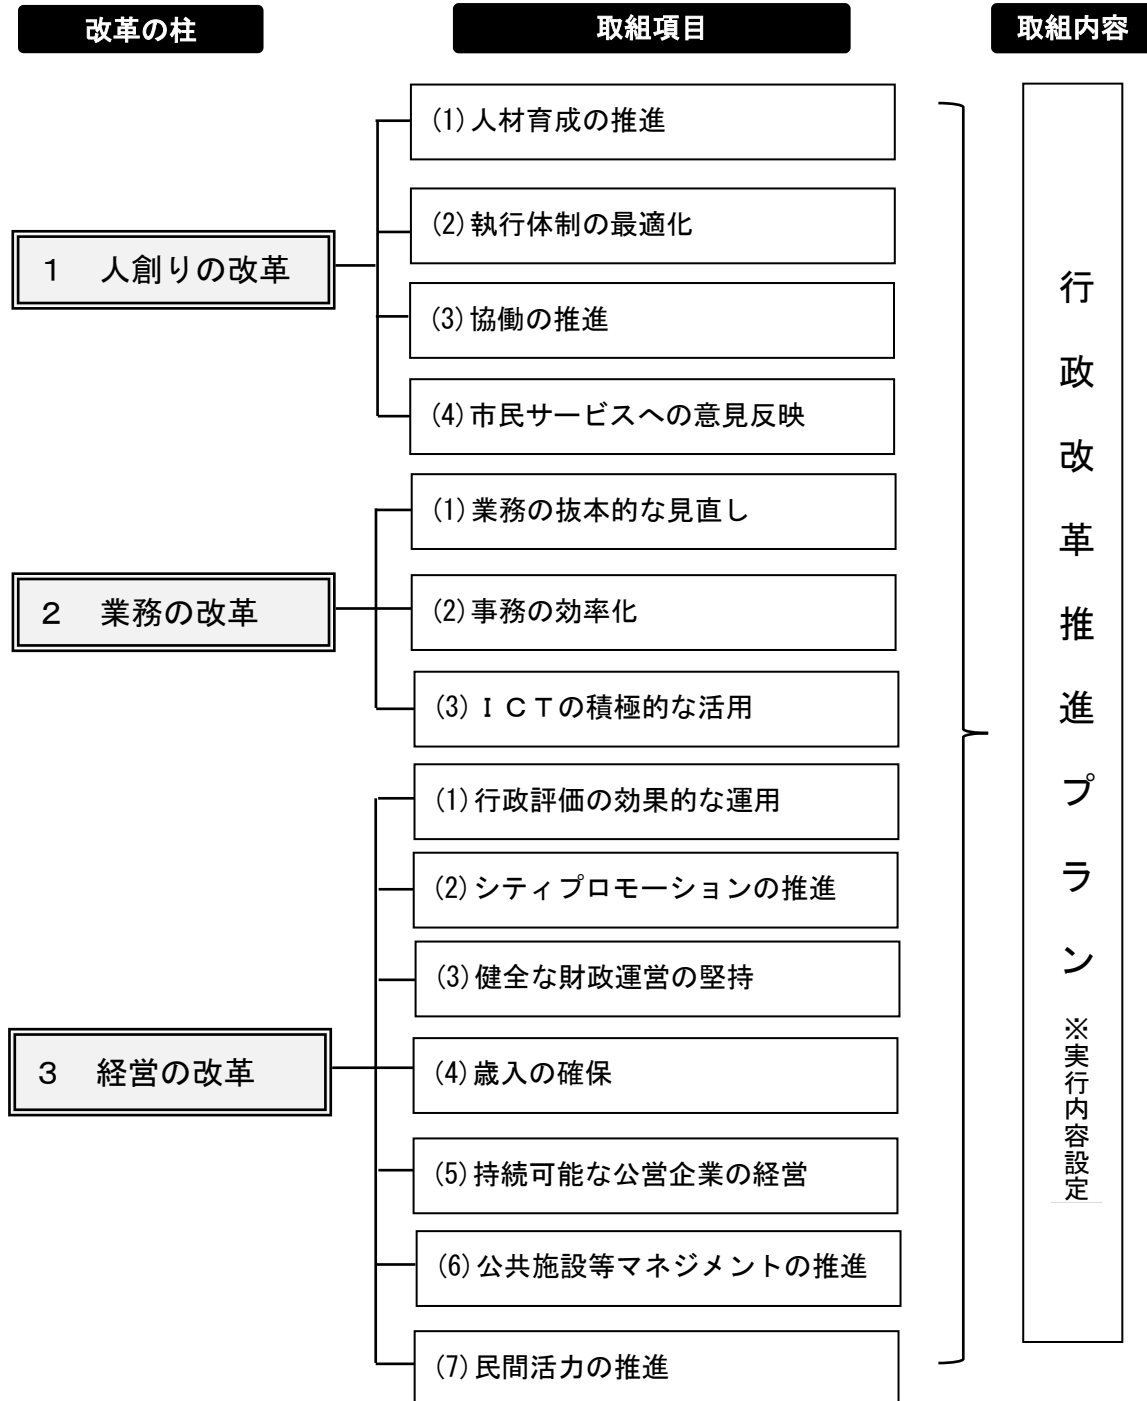 改革の柱
取組項目
取組内容
1 人創りの改革
(1)人材育成の推進
(2)執行体制の最適化
(3)協働の推進
(4)市民サービスへの意見反映
2 業務の改革
(1)業務の抜本的な見直し
(2)事務の効率化
(3)ＩＣＴの積極的な活用
3 経営の改革
(1)行政評価の効果的な運用
(2)シティプロモーションの推進
(3)健全な財政運営の堅持
(4)歳入の確保
(5)持続可能な公営企業の経営
(6)公共施設等マネジメントの推進
(7)民間活力の推進
行政改革推進プラン※実行内容設定